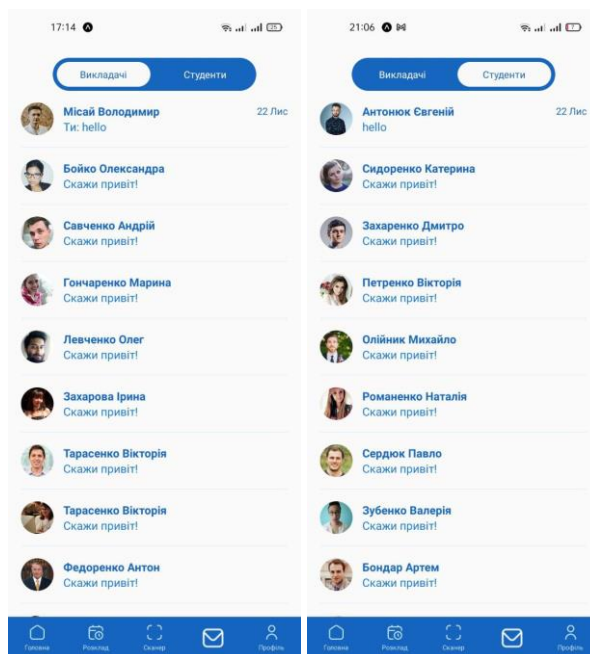 17:14
25
Викладачі
Студенти
Місай Володимир
22 Лис
Ти: hello
Бойко Олександра
Скажи привіт!
Савченко Андрій
Скажи привіт!
Гончаренко Марина
Скажи привіт!
Левченко Олег
Скажи привіт!
Захарова Ірина
Скажи привіт!
Тарасенко Вікторія
Скажи привіт!
Тарасенко Вікторія
Скажи привіт!
Федоренко Антон
Скажи привіт!
Головна
Розклад
Сканер
Профіль
21:06
7
Викладачі
Студенти
Антонюк Євгеній
22 Лис
hello
Сидоренко Катерина
Скажи привіт!
Захаренко Дмитро
Скажи привіт!
Петренко Вікторія
Скажи привіт!
Олійник Михайло
Скажи привіт!
Романенко Наталія
Скажи привіт!
Сердюк Павло
Скажи привіт!
Зубенко Валерія
Скажи привіт!
Бондар Артем
Скажи привіт!
Головна
Розклад
Сканер
Профіль